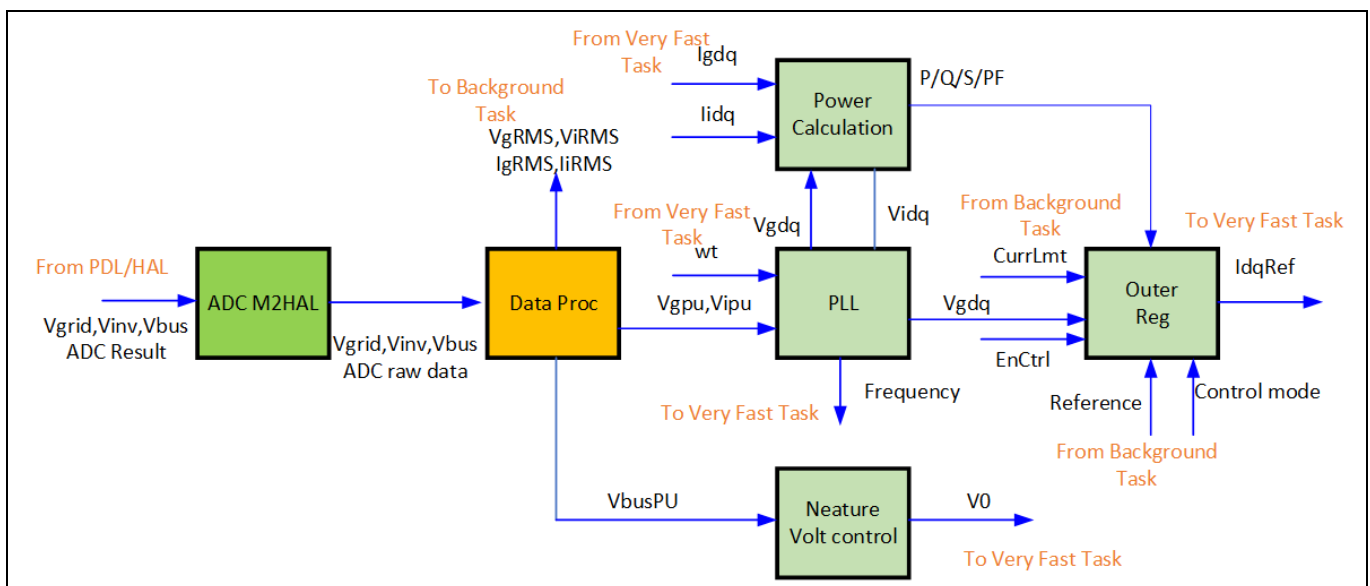 From Very Fast
Task
Igdq
Iidq
Power
Calculation
P/Q/S/PF
To Background
Task
VgRMS,ViRMS
IgRMS,IiRMS
From Very Fast
Task
wt
Vgdq
Vidq
From Background
Task
CurrLmt
To Very Fast Task
IdqRef
From PDL/HAL
Vgrid,Vinv,Vbus
ADC Result
ADC M2HAL
Vgrid,Vinv,Vbus
ADC raw data
Data Proc
Vgpu,Vipu
PLL
Vgdq
EnCtrl
Outer
Reg
Frequency
To Very Fast Task
Reference
Control mode
From Background
Task
VbusPU
Neature
Volt control
V0
To Very Fast Task